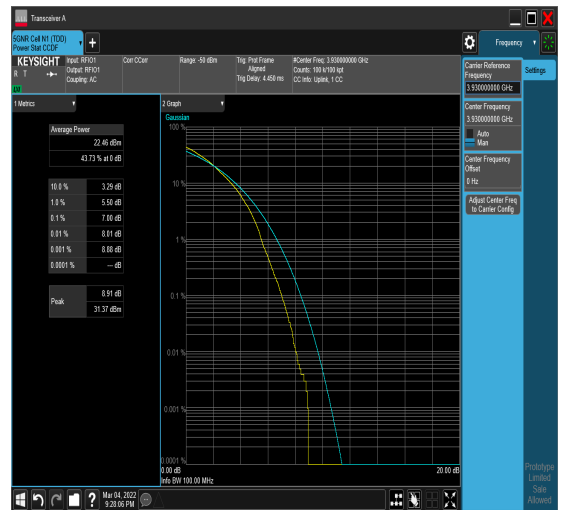 Transceiver A
5GNR Cell N1 (TDD)
Power Stat CCDF
Frequency
KEYSIGHT
R T
LXI
Input: RFIO1
Output: RFIO1
Coupling: AC
Corr CCorr
Range: -50 dBm
Trig: Prot Frame
Aligned
Trig Delay: 4.450 ms
#Center Freq: 3.930000000 GHz
Counts: 100 k/100 kpt
CC Info: Uplink, 1 CC
1 Metrics
Average Power
22.46 dBm
43.73 % at 0 dB
10.0 % 3.29 dB
1.0 % 5.50 dB
0.1 % 7.00 dB
0.01 % 8.01 dB
0.001 % 8.88 dB
0.0001 % --- dB
Peak
8.91 dB
31.37 dBm
2 Graph
Gaussian
100 %
10 %
1 %
0.1 %
0.01 %
0.001 %
0.0001 %
0.00 dB
20.00 dB
Info BW 100.00 MHz
Carrier Reference
Frequency
3.930000000 GHz
Center Frequency
3.930000000 GHz
Auto
Man
Center Frequency
Offset
0 Hz
Adjust Center Freq
to Carrier Config
Settings
Prototype
Limited
Sale
Allowed
?
Mar 04, 2022
9:28:06 PM